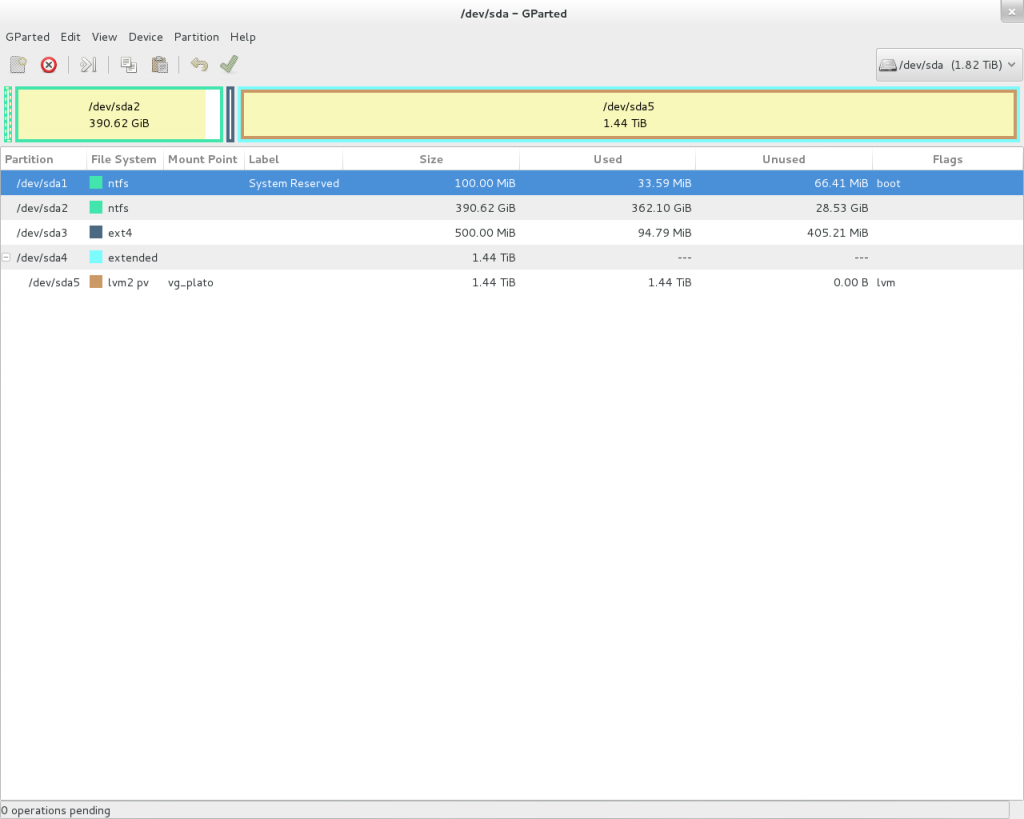 /dev/sda – GParted
GParted Edit View Device Partition Help
/dev/sda (1.82 TiB)
/dev/sda2
390.62 GiB
/dev/sda5
1.44 TiB
Partition File System Mount Point Label Size Used Unused Flags
/dev/sda1 ntfs System Reserved 100.00 MiB 33.59 MiB 66.41 MiB boot
/dev/sda2 ntfs 390.62 GiB 362.10 GiB 28.53 GiB
/dev/sda3 ext4 500.00 MiB 94.79 MiB 405.21 MiB
/dev/sda4 extended 1.44 TiB --- ---
/dev/sda5 lvm2 pv vg_plato 1.44 TiB 1.44 TiB 0.00 B lvm
0 operations pending